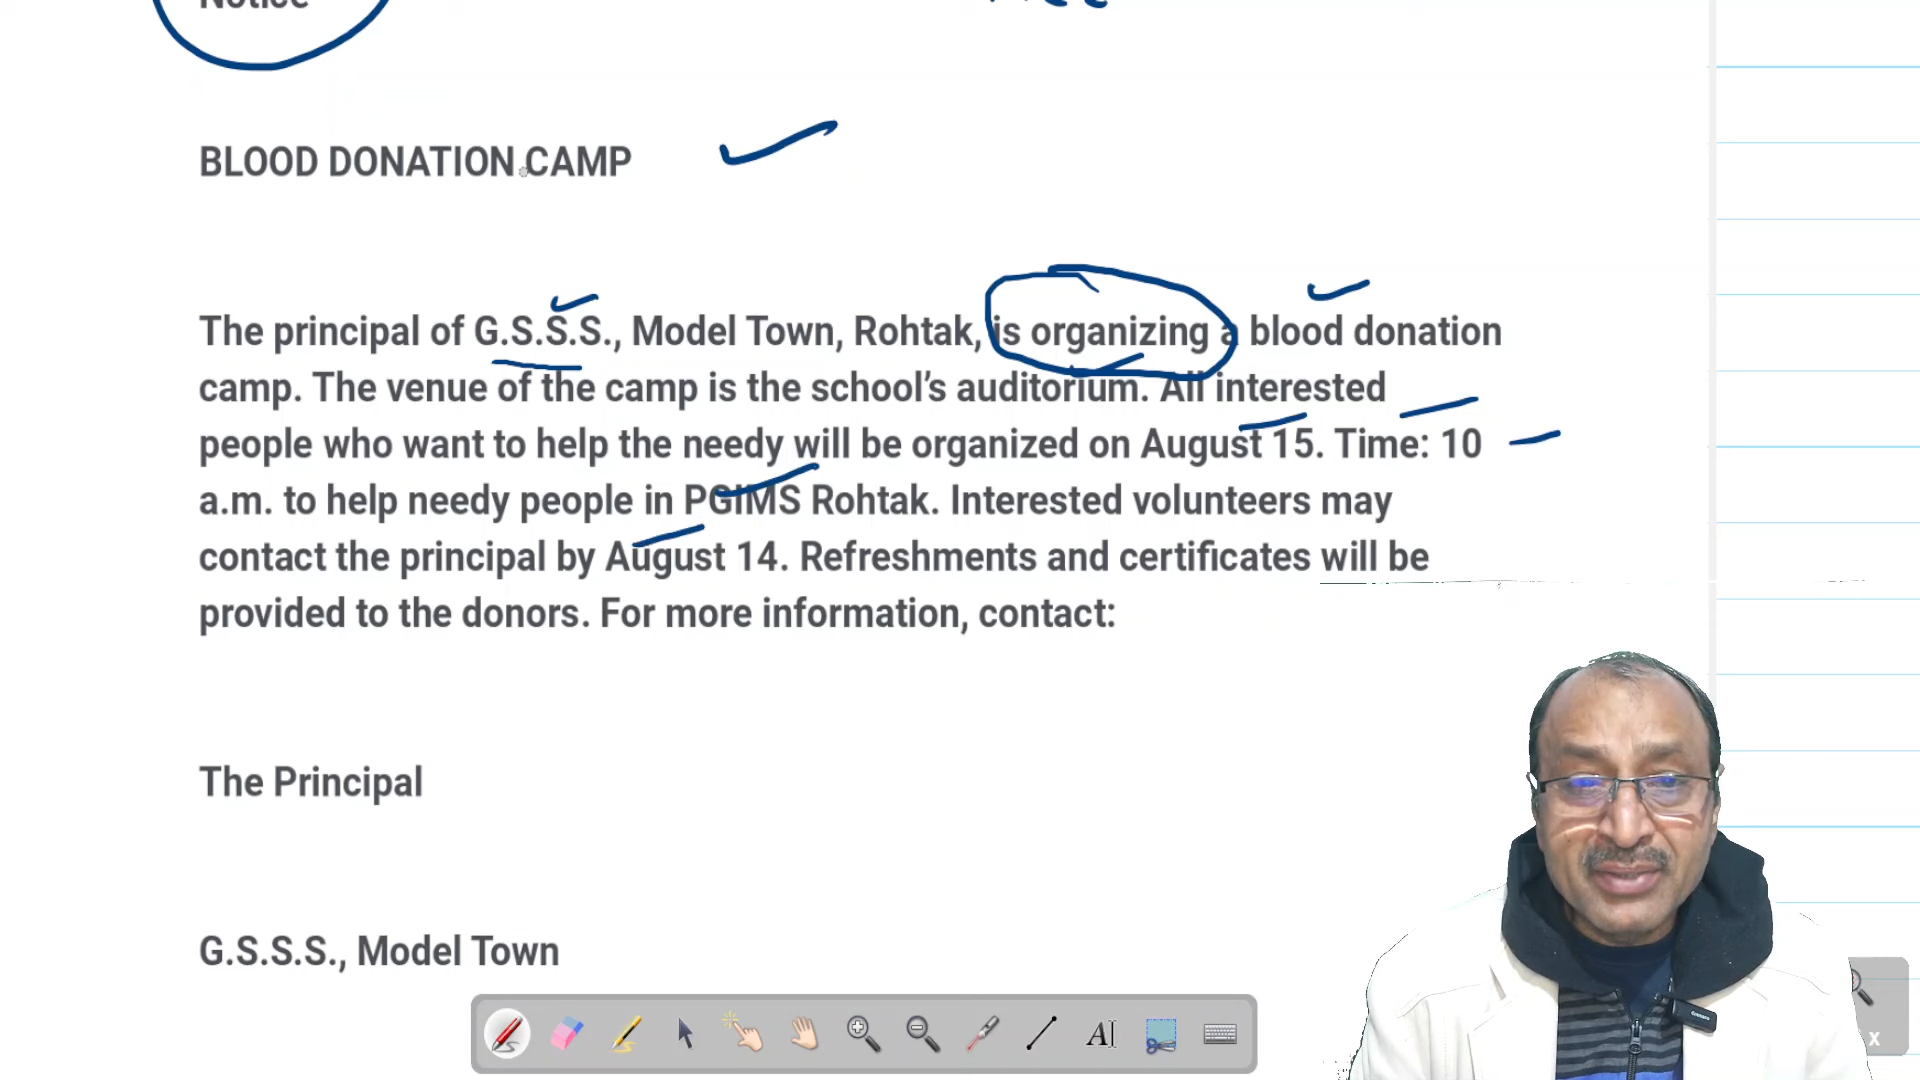 Notice
BLOOD DONATION CAMP
The principal of G.S.S.S., Model Town, Rohtak, is organizing a blood donation
camp. The venue of the camp is the school’s auditorium. All interested
people who want to help the needy will be organized on August 15. Time: 10
a.m. to help needy people in PGIMS Rohtak. Interested volunteers may
contact the principal by August 14. Refreshments and certificates will be
provided to the donors. For more information, contact:
The Principal
G.S.S.S., Model Town